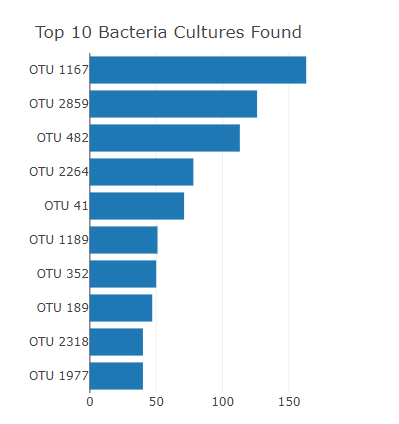 Top 10 Bacteria Cultures Found
OTU 1167
OTU 2859
OTU 482
OTU 2264
OTU 41
OTU 1189
OTU 352
OTU 189
OTU 2318
OTU 1977
0 50 100 150